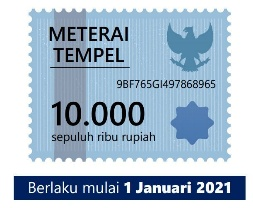 METERAI
TEMPEL
9BF765GI497868965
10.000
sepuluh ribu rupiah
Berlaku mulai 1 Januari 2021